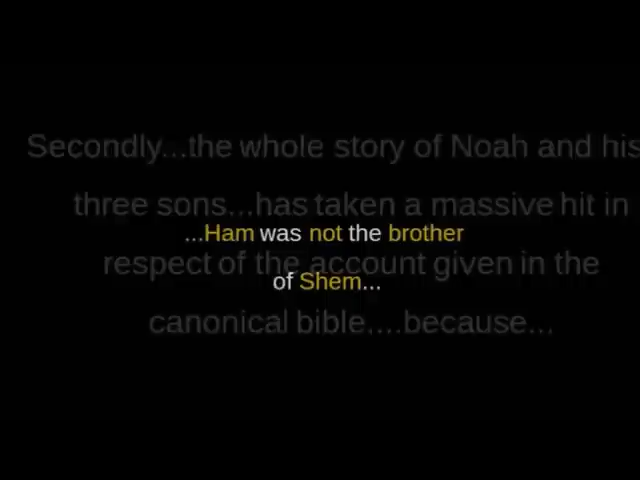 Secondly...the whole story of Noah and his
three sons...has taken a massive hit in
...Ham was not the brother
respect of the account given in the
of Shem...
canonical bible....because...